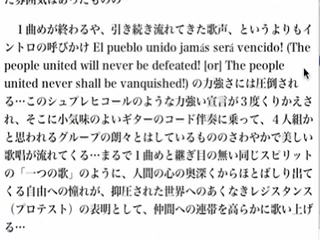 た雰囲気はあったものの
１曲めが終わるや、引き続き流れてきた歌声、というよりもイ
ントロの呼びかけ El pueblo unido jamás será vencido! (The
people united will never be defeated! [or] The people
united never shall be vanquished!) の力強さには圧倒され
る…このシュプレヒコールのような力強い宣言が３度くりかえさ
れ、そこに小気味のよいギターのコード伴奏に乗って、４人組か
と思われるグループの朗々とはしているもののさわやかで美しい
歌唱が流れてくる…まるで１曲めと継ぎ目の無い同じスピリット
の「一つの歌」のように、人間の心の奥深くからほとばしり出て
くる自由への憧れが、抑圧された世界へのあくなきレジスタンス
（プロテスト）の表明として、仲間への連帯を高らかに歌い上げ
る…